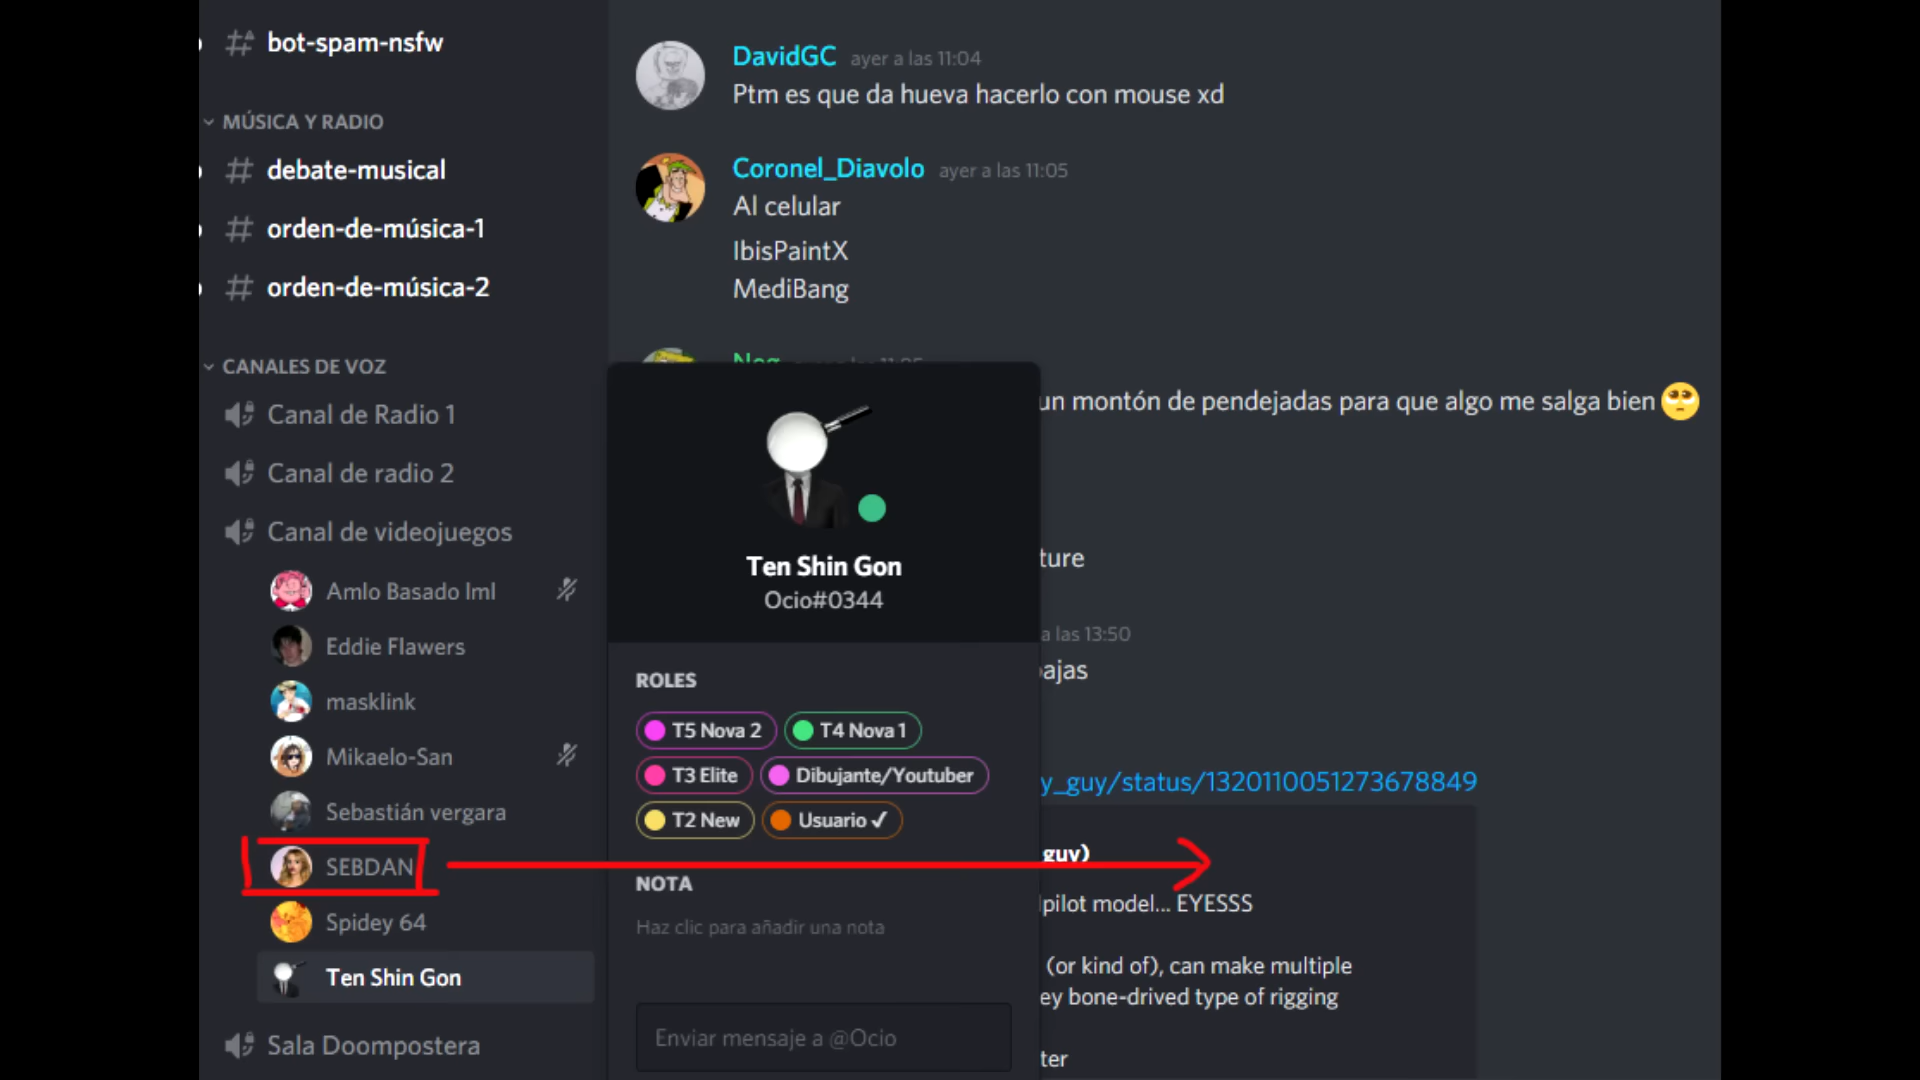 bot-spam-nsfw
MÚSICA Y RADIO
debate-musical
orden-de-música-1
orden-de-música-2
CANALES DE VOZ
Canal de Radio 1
Canal de radio 2
Canal de videojuegos
Amlo Basado lml
Eddie Flawers
masklink
Mikaelo-San
Sebastián vergara
SEBDAN
Spidey 64
Ten Shin Gon
Sala Doompostera
DavidGC ayer a las 11:04
Ptm es que da hueva hacerlo con mouse xd
Coronel_Diavolo ayer a las 11:05
Al celular
IbisPaintX
MediBang
un montón de pendejadas para que algo me salga bien
ture
a las 13:50
ajas
y_guy/status/1320110051273678849
guy)
pilot model... EYESSS
(or kind of), can make multiple
ey bone-drived type of rigging
ter
Ten Shin Gon
Ocio#0344
ROLES
T5 Nova 2 T4 Nova 1
T3 Elite Dibujante/Youtuber
T2 New Usuario ✓
NOTA
Haz clic para añadir una nota
Enviar mensaje a @Ocio